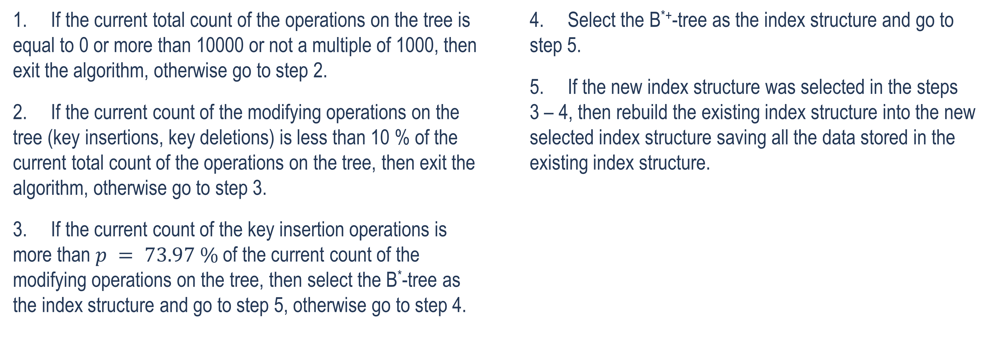 1. If the current total count of the operations on the tree is
equal to 0 or more than 10000 or not a multiple of 1000, then
exit the algorithm, otherwise go to step 2.
2. If the current count of the modifying operations on the
tree (key insertions, key deletions) is less than 10 % of the
current total count of the operations on the tree, then exit the
algorithm, otherwise go to step 3.
3. If the current count of the key insertion operations is
more than p = 73.97 % of the current count of the
modifying operations on the tree, then select the B*-tree as
the index structure and go to step 5, otherwise go to step 4.
4. Select the B*+-tree as the index structure and go to
step 5.
5. If the new index structure was selected in the steps
3 – 4, then rebuild the existing index structure into the new
selected index structure saving all the data stored in the
existing index structure.